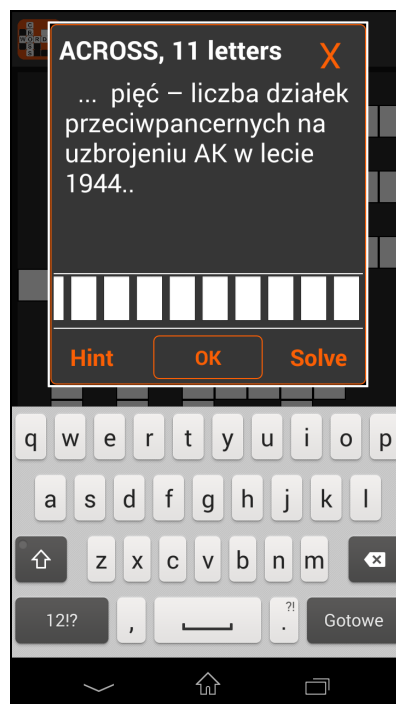 ACROSS, 11 letters X
... pięć – liczba działek
przeciwpancernych na
uzbrojeniu AK w lecie
1944..
Hint OK Solve
q w e r t y u i o p
a s d f g h j k l
z x c v b n m
12!? , ?! . Gotowe